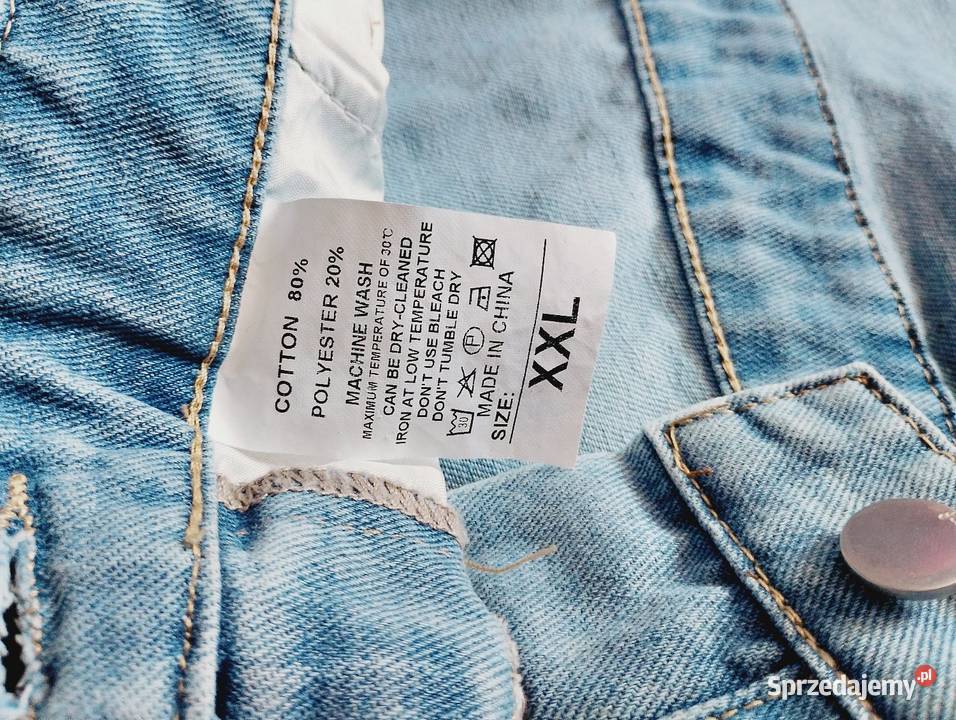 COTTON 80%
POLYESTER 20%
MACHINE WASH
MAXIMUM TEMPERATURE OF 30℃
CAN BE DRY-CLEANED
IRON AT LOW TEMPERATURE
DON'T USE BLEACH
DON'T TUMBLE DRY
30 P
MADE IN CHINA
SIZE:
XXL
Sprzedajemy.pl